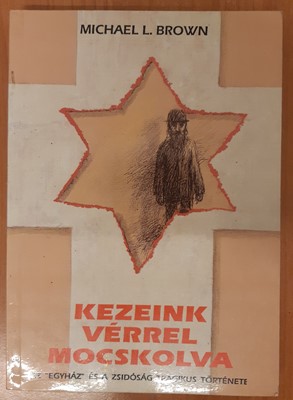 MICHAEL L. BROWN
KEZEINK
VÉRREL
MOCSKOLVA
"EGYHÁZ" ÉS A ZSIDÓSÁG TRAGIKUS TÖRTÉNETE